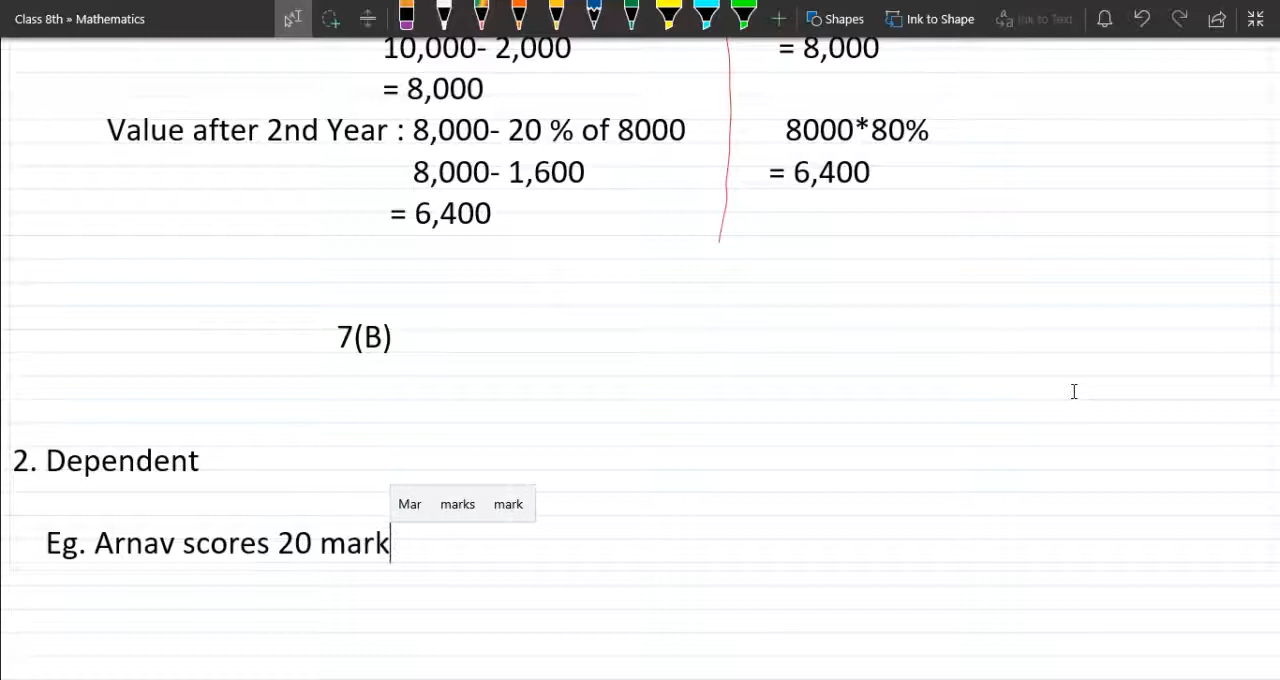 Class 8th » Mathematics
Shapes
Ink to Shape
Ink to Text
10,000- 2,000
= 8,000
= 8,000
Value after 2nd Year : 8,000- 20 % of 8000
8000*80%
8,000- 1,600
= 6,400
= 6,400
7(B)
2. Dependent
Mar marks mark
Eg. Arnav scores 20 mark